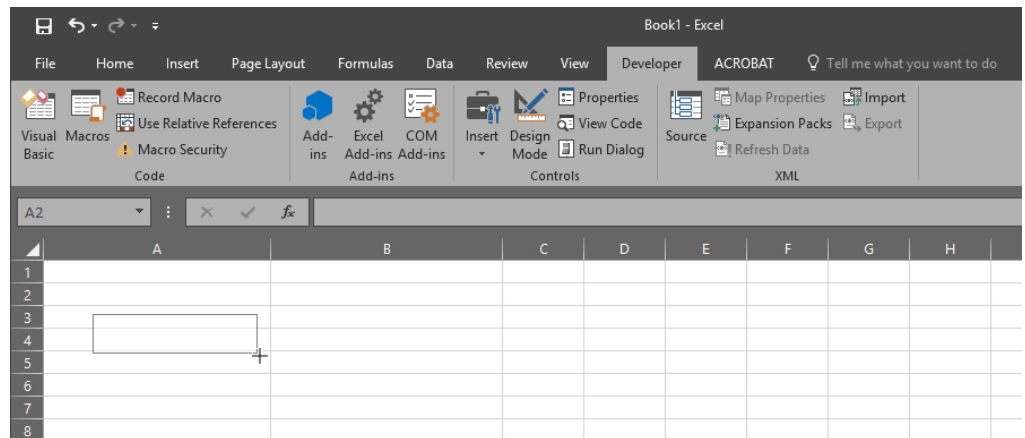 Book1 - Excel
File Home Insert Page Layout Formulas Data Review View Developer ACROBAT Tell me what you want to do
Visual Basic
Macros
Record Macro
Use Relative References
Macro Security
Code
Add-ins
Excel Add-ins
COM Add-ins
Add-ins
Insert
Design Mode
Properties
View Code
Run Dialog
Controls
Source
Map Properties
Expansion Packs
Refresh Data
Import
Export
XML
A2 fx
A B C D E F G H
1
2
3
4
5
6
7
8